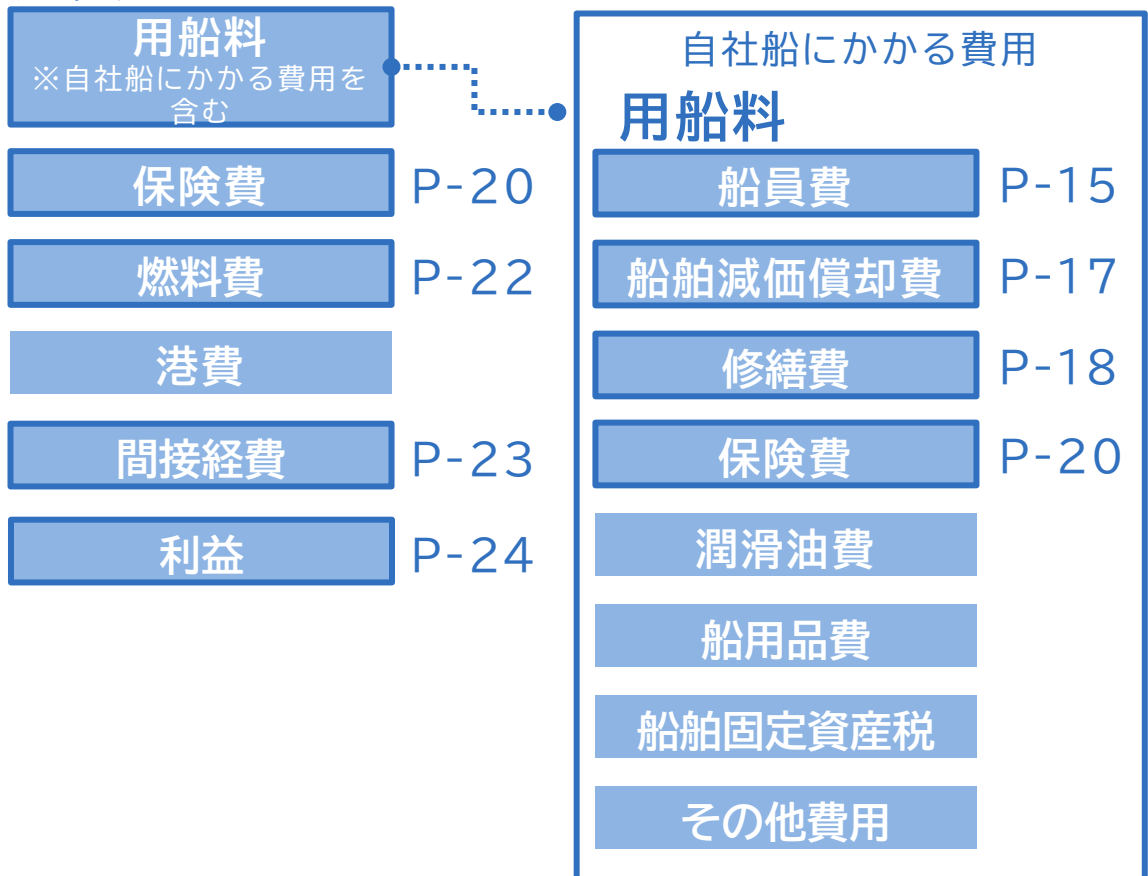 用船料
※自社船にかかる費用を
含む
保険費 P-20
燃料費 P-22
港費
間接経費 P-23
利益 P-24
自社船にかかる費用
用船料
船員費 P-15
船舶減価償却費 P-17
修繕費 P-18
保険費 P-20
潤滑油費
船用品費
船舶固定資産税
その他費用